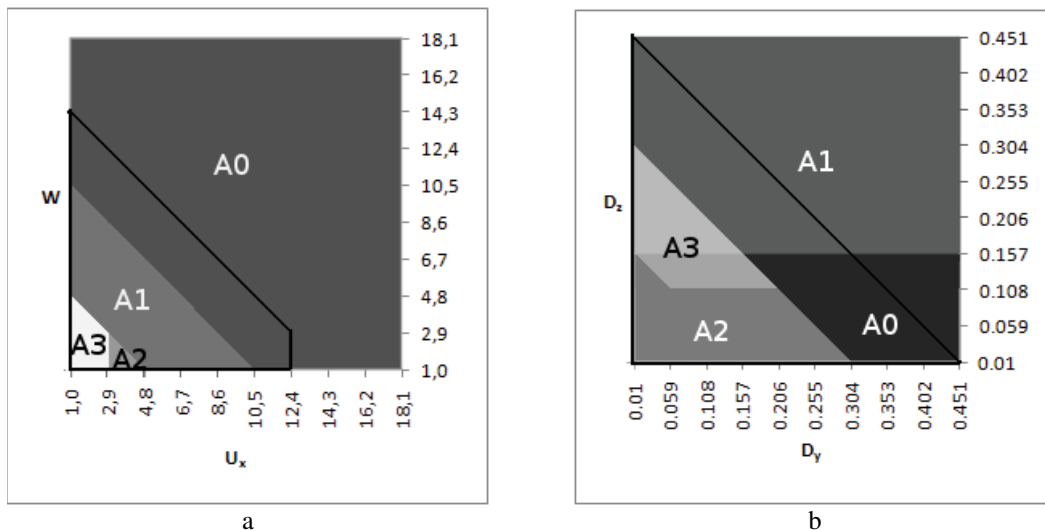 18,1
16,2
14,3
12,4
10,5
8,6
6,7
4,8
2,9
1,0
W
A0
A1
A3
A2
1,0 2,9 4,8 6,7 8,6 10,5 12,4 14,3 16,2 18,1
Ux
a
0.451
0.402
0.353
0.304
0.255
0.206
0.157
0.108
0.059
0.01
Dz
A1
A3
A2
A0
0.01 0.059 0.108 0.157 0.206 0.255 0.304 0.353 0.402 0.451
Dy
b